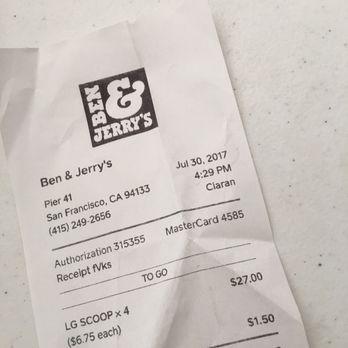 BEN & JERRY'S
Ben & Jerry's
Pier 41 Jul 30, 2017
San Francisco, CA 94133 4:29 PM
(415) 249-2656 Ciaran
Authorization 315355 MasterCard 4585
Receipt fVks
TO GO
LG SCOOP x 4 $27.00
($6.75 each)
$1.50